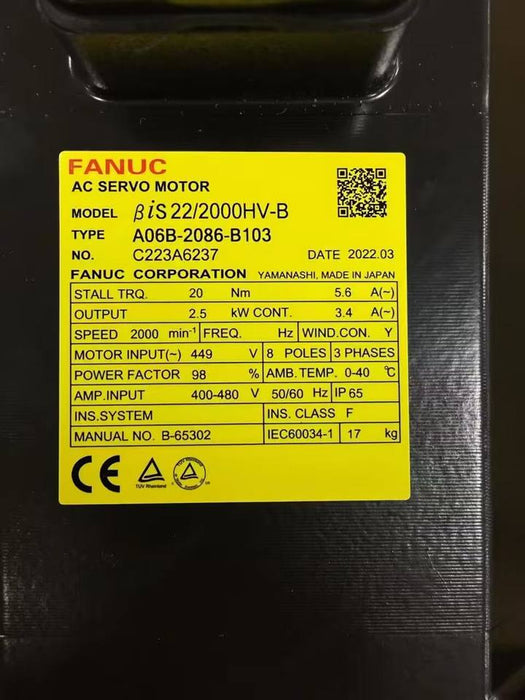 FANUC
AC SERVO MOTOR
MODEL βiS 22/2000HV-B
TYPE A06B-2086-B103
NO. C223A6237 DATE 2022.03
FANUC CORPORATION YAMANASHI, MADE IN JAPAN
STALL TRQ. 20 Nm 5.6 A(~)
OUTPUT 2.5 kW CONT. 3.4 A(~)
SPEED 2000 min⁻¹ FREQ. Hz WIND.CON. Y
MOTOR INPUT(~) 449 V 8 POLES 3 PHASES
POWER FACTOR 98 % AMB.TEMP. 0-40 ℃
AMP.INPUT 400-480 V 50/60 Hz IP 65
INS.SYSTEM INS. CLASS F
MANUAL NO. B-65302 IEC60034-1 17 kg
CE TÜV Rheinland